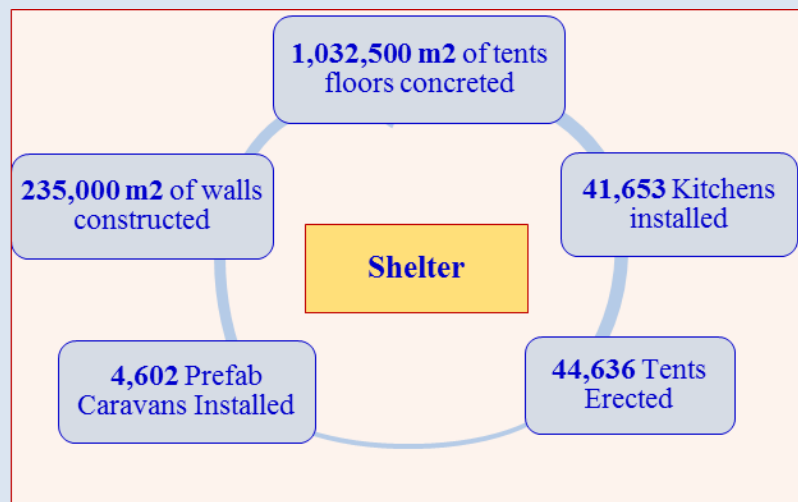 1,032,500 m2 of tents
floors concreted
235,000 m2 of walls
constructed
41,653 Kitchens
installed
Shelter
4,602 Prefab
Caravans Installed
44,636 Tents
Erected